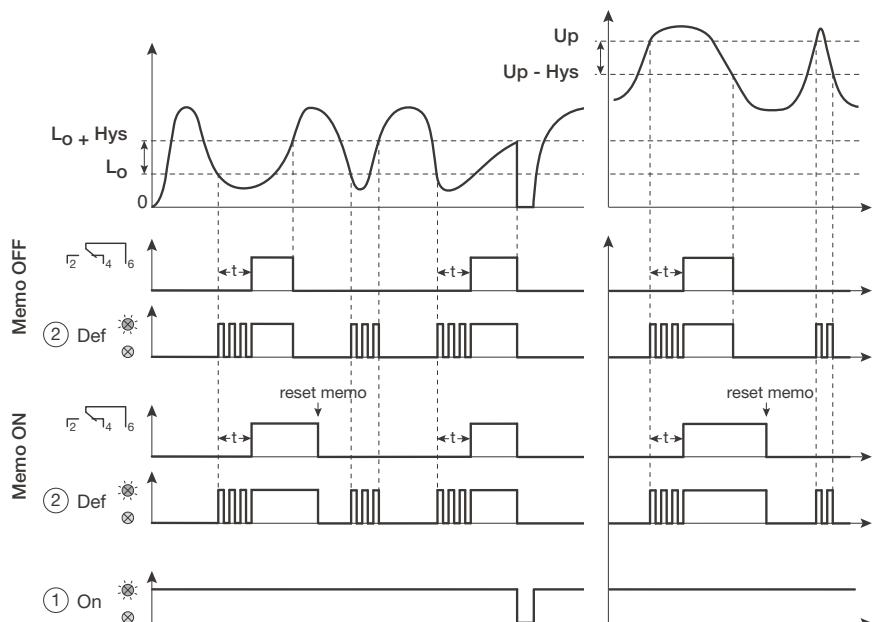 Up
Up - Hys
Lo + Hys
Lo
0
Memo OFF
2 4 6
t t t
2 Def
Memo ON
reset memo reset memo
2 4 6
t t t
2 Def
1 On